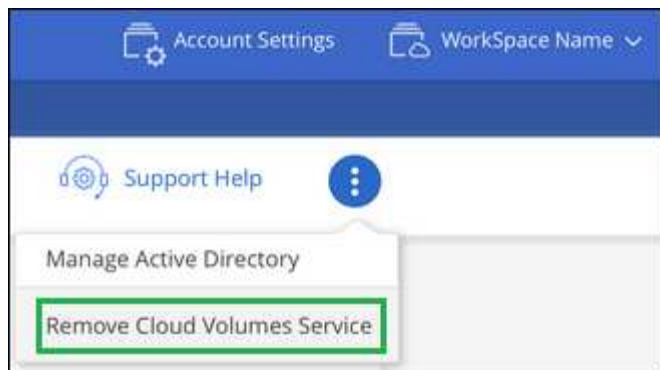 Account Settings
WorkSpace Name
Support Help
Manage Active Directory
Remove Cloud Volumes Service